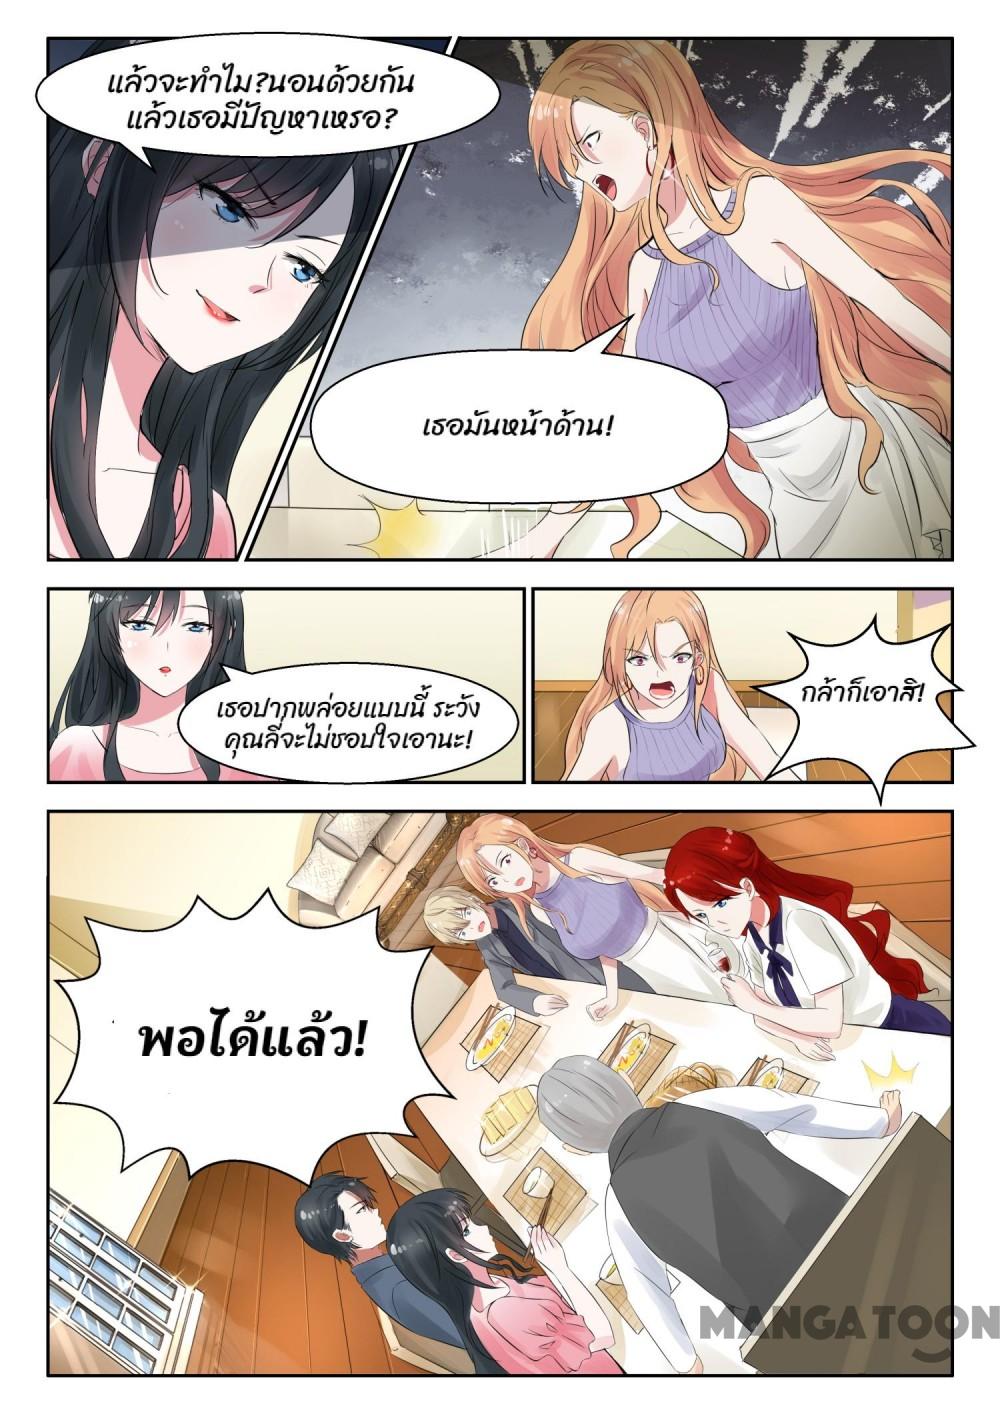 แล้วจะทำไม?นอนด้วยกัน
แล้วเธอมีปัญหาเหรอ?
เธอมันหน้าด้าน!
เธอปากพล่อยแบบนี้ ระวัง
คุณลี่จะไม่ชอบใจเอานะ!
กล้าก็เอาสิ!
พอได้แล้ว!
MANGATOON